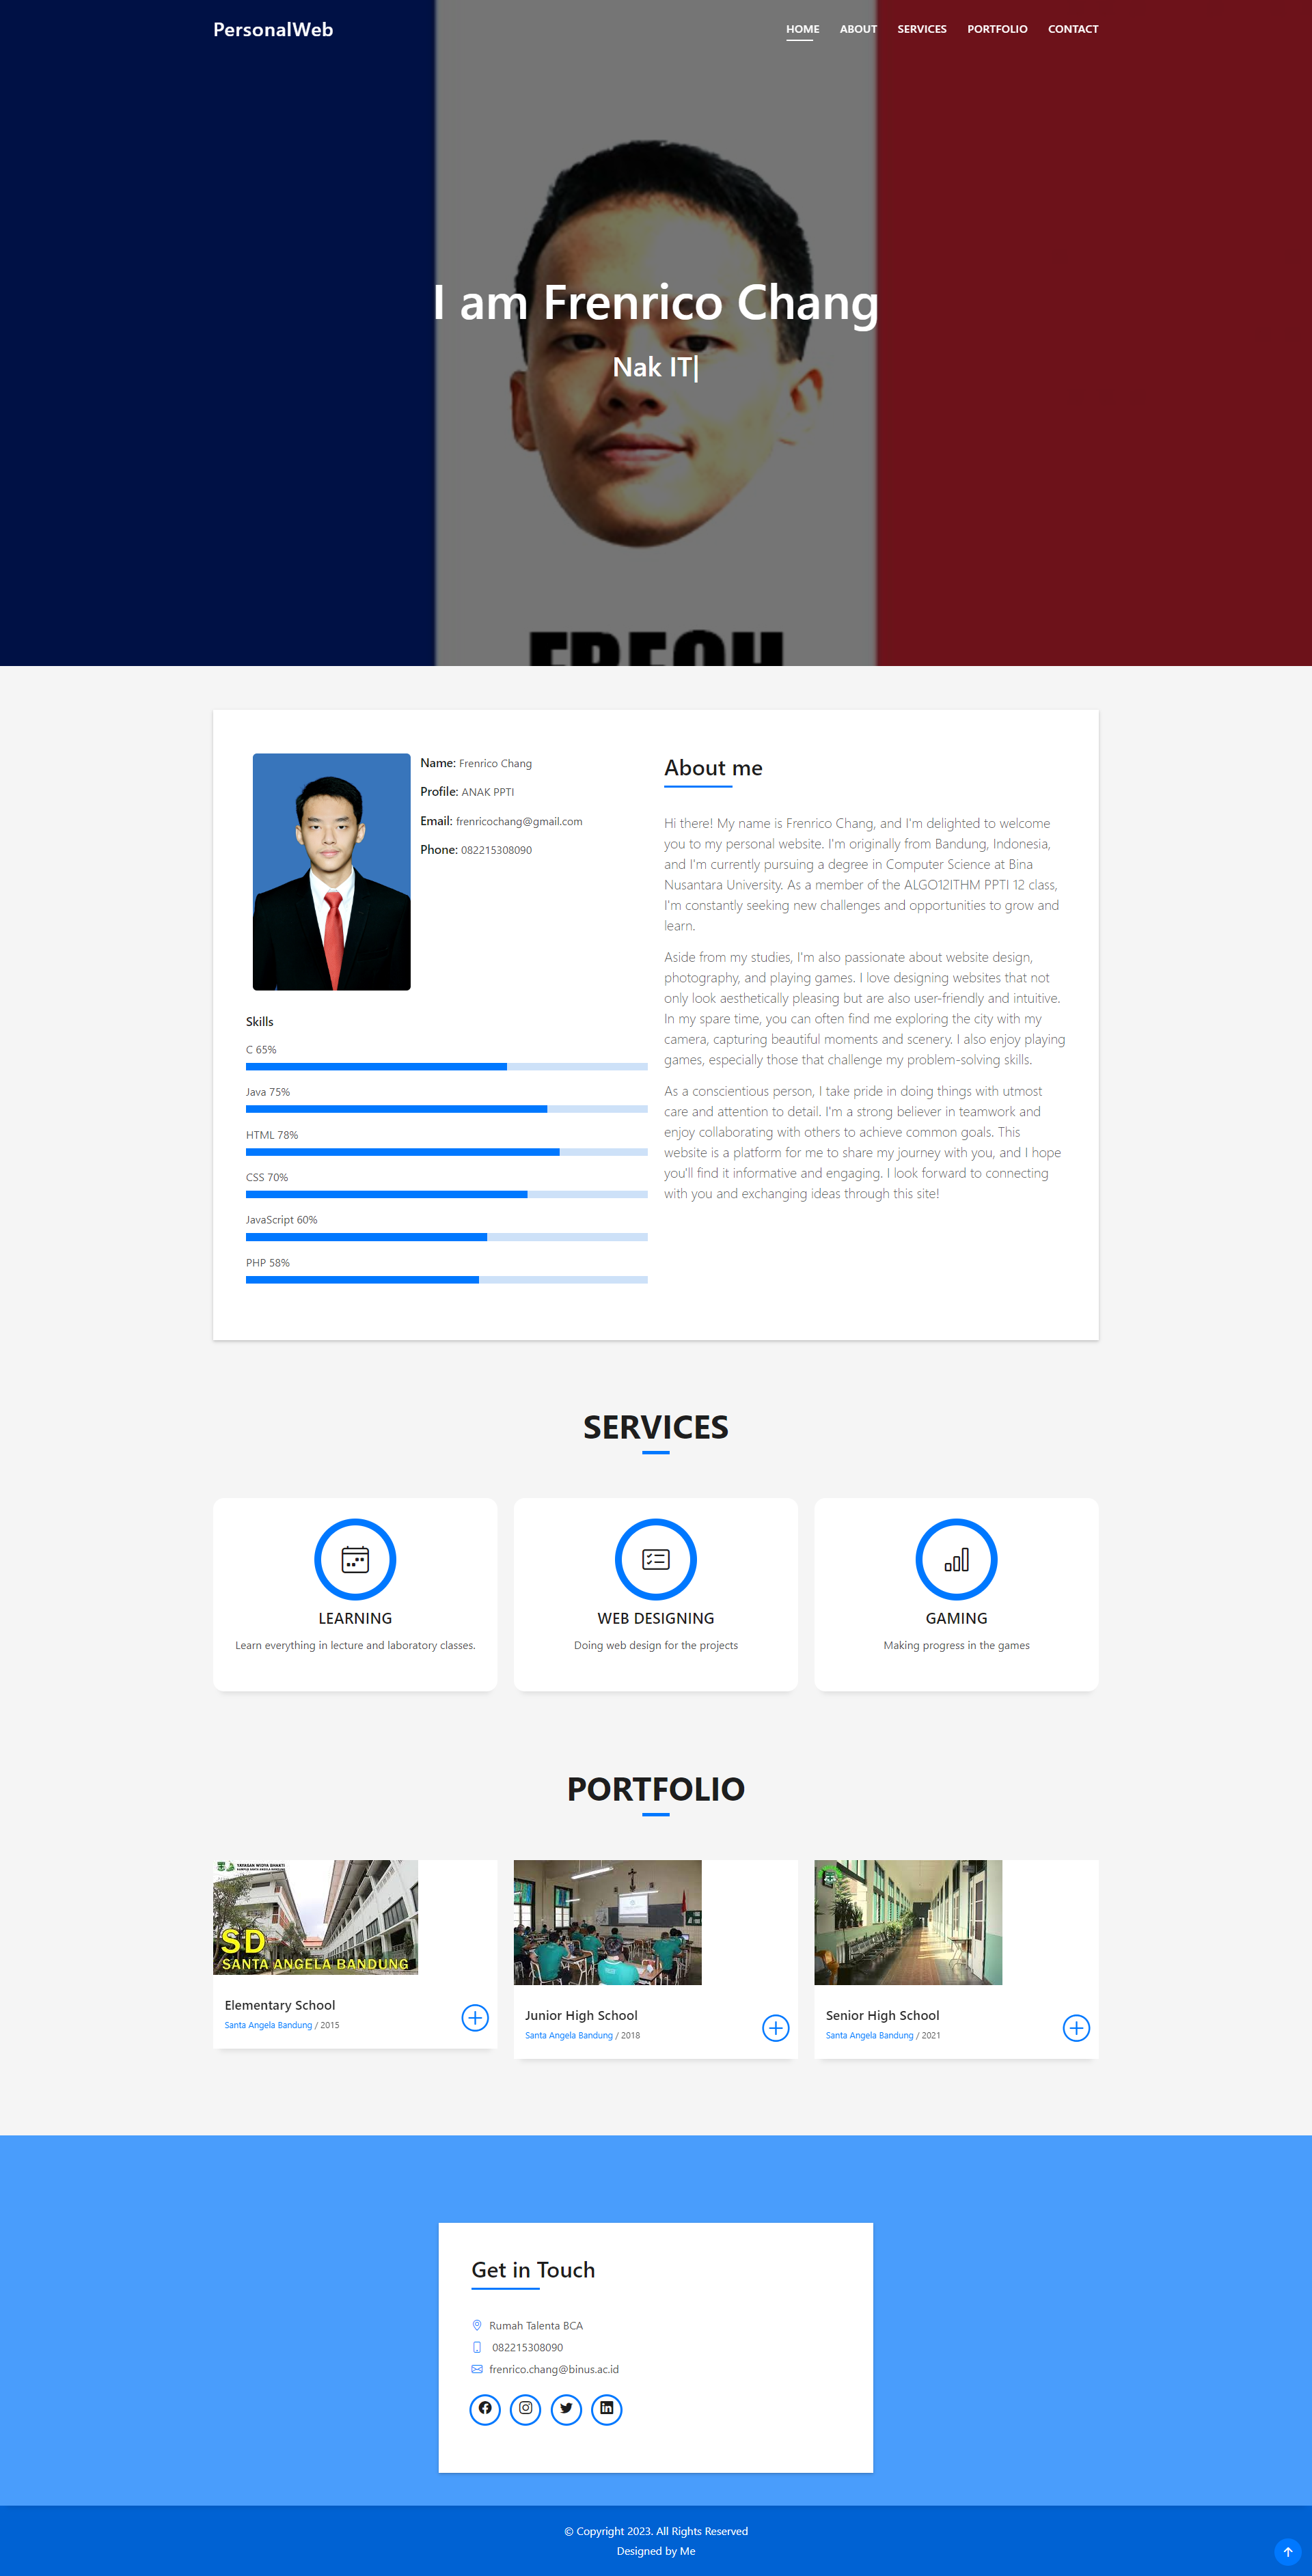 PersonalWeb
HOME ABOUT SERVICES PORTFOLIO CONTACT
I am Frenrico Chang
Nak IT|
Name: Frenrico Chang
Profile: ANAK PPTI
Email: frenricochang@gmail.com
Phone: 082215308090
Skills
C 65%
Java 75%
HTML 78%
CSS 70%
JavaScript 60%
PHP 58%
About me
Hi there! My name is Frenrico Chang, and I'm delighted to welcome
you to my personal website. I'm originally from Bandung, Indonesia,
and I'm currently pursuing a degree in Computer Science at Bina
Nusantara University. As a member of the ALGO12ITHM PPTI 12 class,
I'm constantly seeking new challenges and opportunities to grow and
learn.
Aside from my studies, I'm also passionate about website design,
photography, and playing games. I love designing websites that not
only look aesthetically pleasing but are also user-friendly and intuitive.
In my spare time, you can often find me exploring the city with my
camera, capturing beautiful moments and scenery. I also enjoy playing
games, especially those that challenge my problem-solving skills.
As a conscientious person, I take pride in doing things with utmost
care and attention to detail. I'm a strong believer in teamwork and
enjoy collaborating with others to achieve common goals. This
website is a platform for me to share my journey with you, and I hope
you'll find it informative and engaging. I look forward to connecting
with you and exchanging ideas through this site!
SERVICES
LEARNING
Learn everything in lecture and laboratory classes.
WEB DESIGNING
Doing web design for the projects
GAMING
Making progress in the games
PORTFOLIO
YAYASAN WIDYA BHAKTI
SD
SANTA ANGELA BANDUNG
Elementary School
Santa Angela Bandung / 2015
Junior High School
Santa Angela Bandung / 2018
Senior High School
Santa Angela Bandung / 2021
Get in Touch
Rumah Talenta BCA
082215308090
frenrico.chang@binus.ac.id
© Copyright 2023. All Rights Reserved
Designed by Me